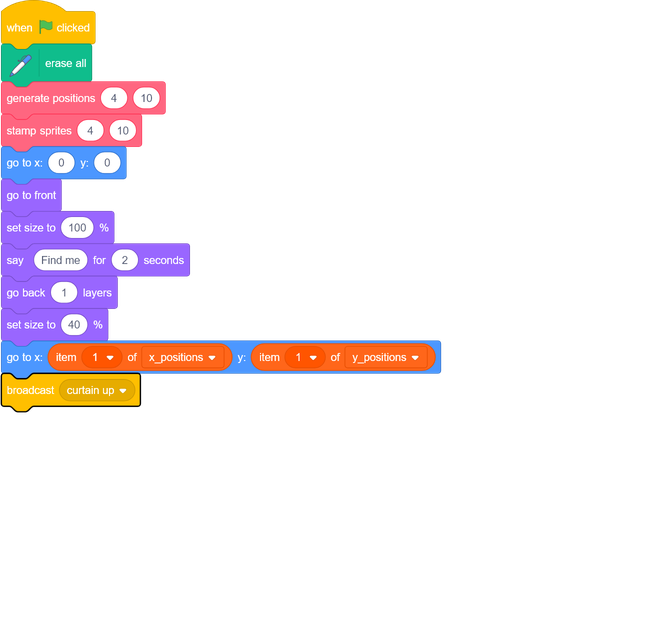 when clicked
erase all
generate positions 4 10
stamp sprites 4 10
go to x: 0 y: 0
go to front
set size to 100 %
say Find me for 2 seconds
go back 1 layers
set size to 40 %
go to x: item 1 of x_positions y: item 1 of y_positions
broadcast curtain up